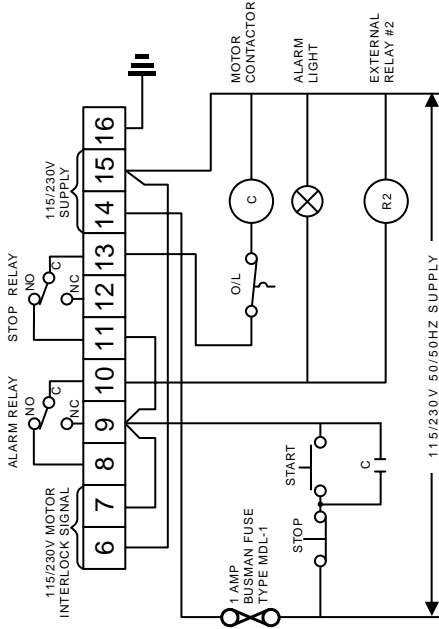 115/230V MOTOR
INTERLOCK SIGNAL
ALARM RELAY
NO
C
NC
STOP RELAY
NO
C
NC
115/230V
SUPPLY
6
7
8
9
10
11
12
13
14
15
16
1 AMP
BUSMAN FUSE
TYPE MDL-1
STOP
START
C
O/L
C
MOTOR
CONTACTOR
ALARM
LIGHT
R2
EXTERNAL
RELAY #2
115/230V 50/50HZ SUPPLY